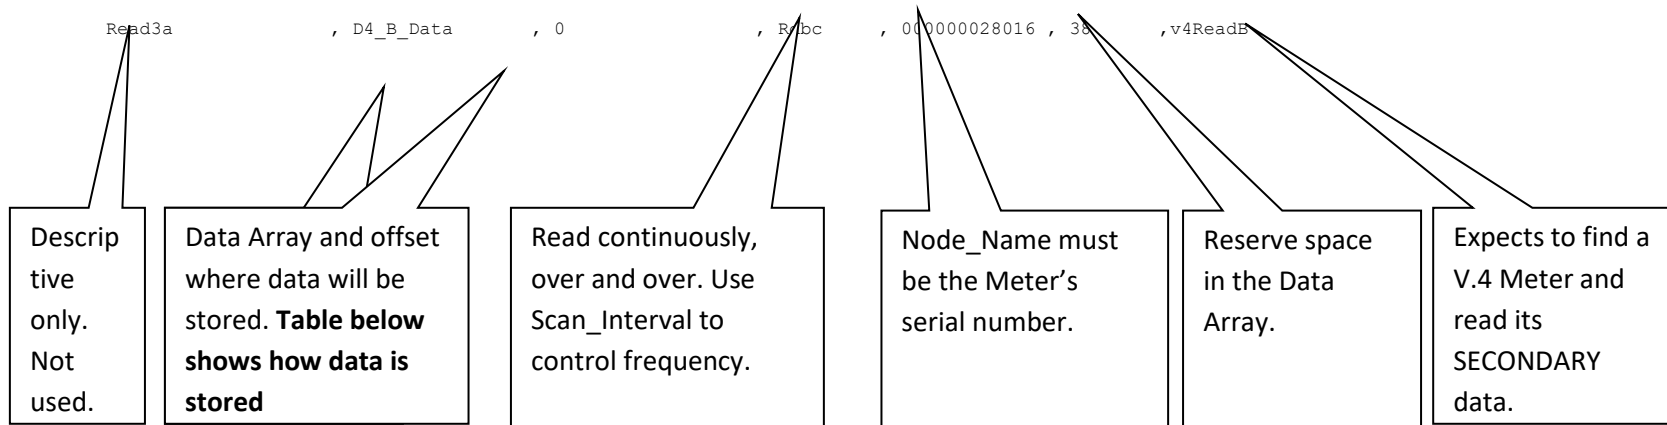 Read3a , D4_B_Data , 0 , Rdbc , 000000028016 , 38 ,v4ReadB
Descrip
tive
only.
Not
used.
Data Array and offset
where data will be
stored. Table below
shows how data is
stored
Read continuously,
over and over. Use
Scan_Interval to
control frequency.
Node_Name must
be the Meter’s
serial number.
Reserve space
in the Data
Array.
Expects to find a
V.4 Meter and
read its
SECONDARY
data.